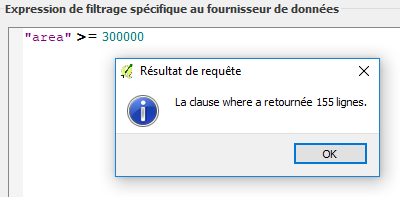 Expression de filtrage spécifique au fournisseur de données
"area" >= 300000
Résultat de requête
La clause where a retournée 155 lignes.
OK